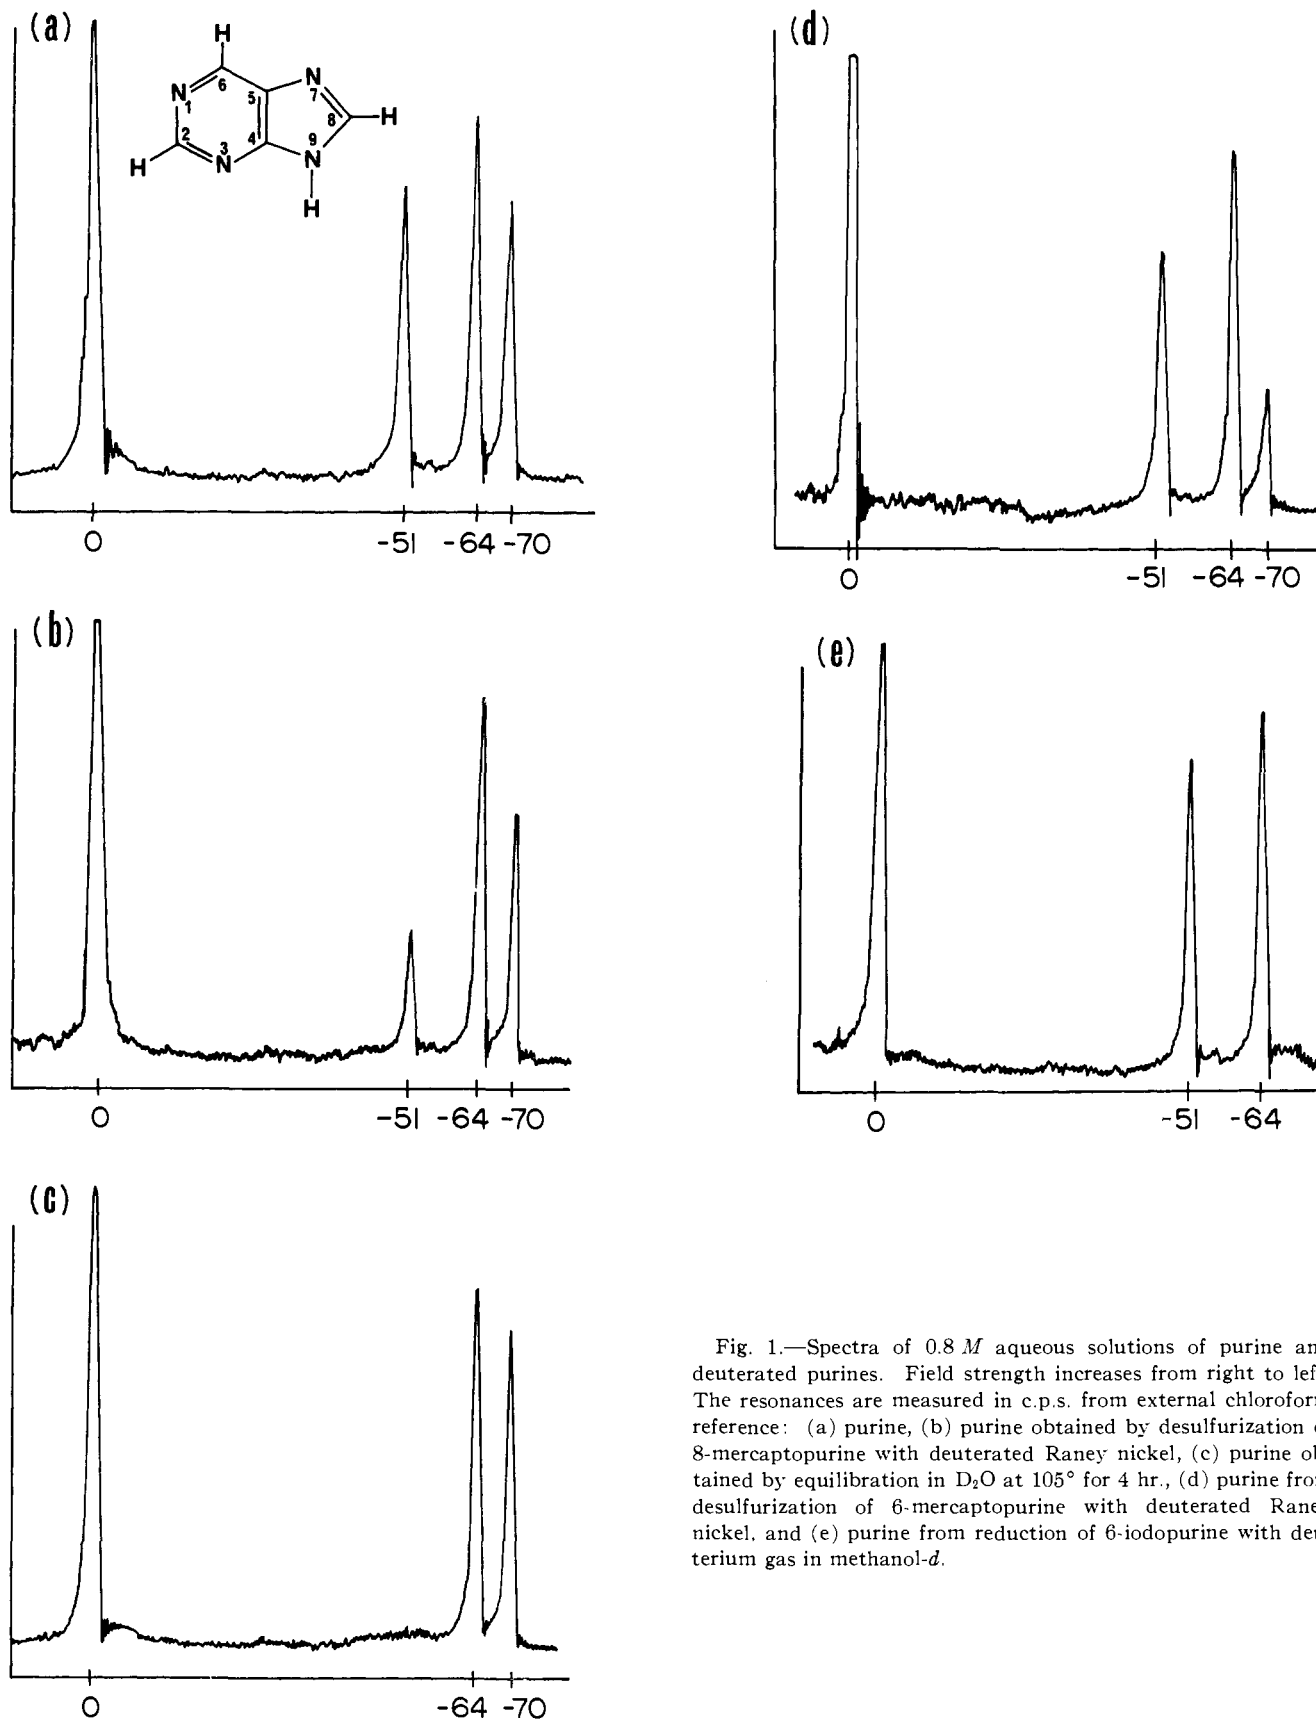 (a)
H
N
1
6
5
N
7
8
H
2
3
N
4
9
N
H
H
0
-51
-64
-70
(b)
0
-51
-64
-70
(c)
0
-64
-70
(d)
0
-51
-64
-70
(e)
0
-51
-64
Fig. 1.—Spectra of 0.8 M aqueous solutions of purine an
deuterated purines. Field strength increases from right to lef
The resonances are measured in c.p.s. from external chlorofor
reference: (a) purine, (b) purine obtained by desulfurization
8-mercaptopurine with deuterated Raney nickel, (c) purine ob
tained by equilibration in D₂O at 105° for 4 hr., (d) purine fro
desulfurization of 6-mercaptopurine with deuterated Rane
nickel, and (e) purine from reduction of 6-iodopurine with deu
terium gas in methanol-d.